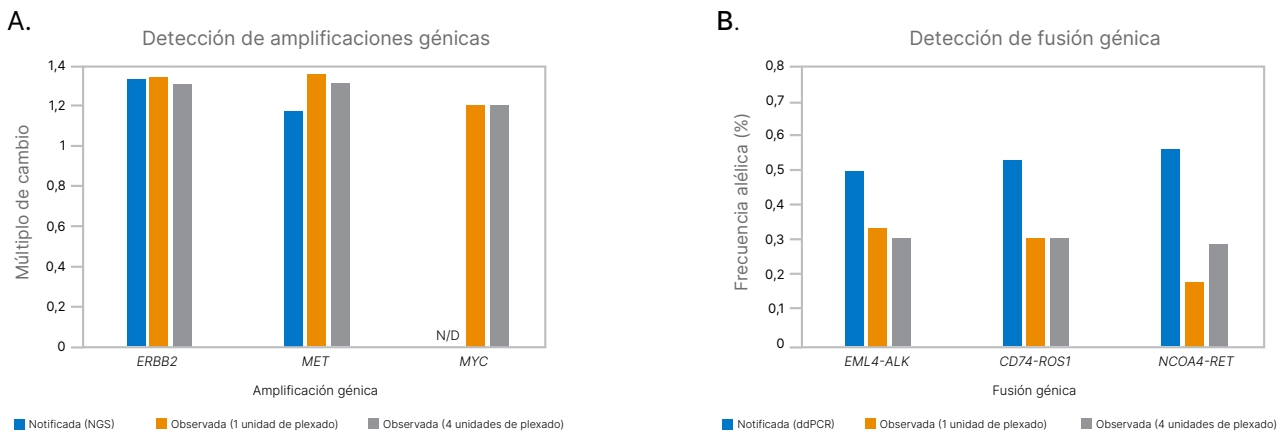 A.
Detección de amplificaciones génicas
Múltiplo de cambio
1,4
1,2
1
0,8
0,6
0,4
0,2
0
N/D
ERBB2
MET
MYC
Amplificación génica
Notificada (NGS)
Observada (1 unidad de plexado)
Observada (4 unidades de plexado)
B.
Detección de fusión génica
Frecuencia alélica (%)
0,8
0,7
0,6
0,5
0,4
0,3
0,2
0,1
0
EML4-ALK
CD74-ROS1
NCOA4-RET
Fusión génica
Notificada (ddPCR)
Observada (1 unidad de plexado)
Observada (4 unidades de plexado)